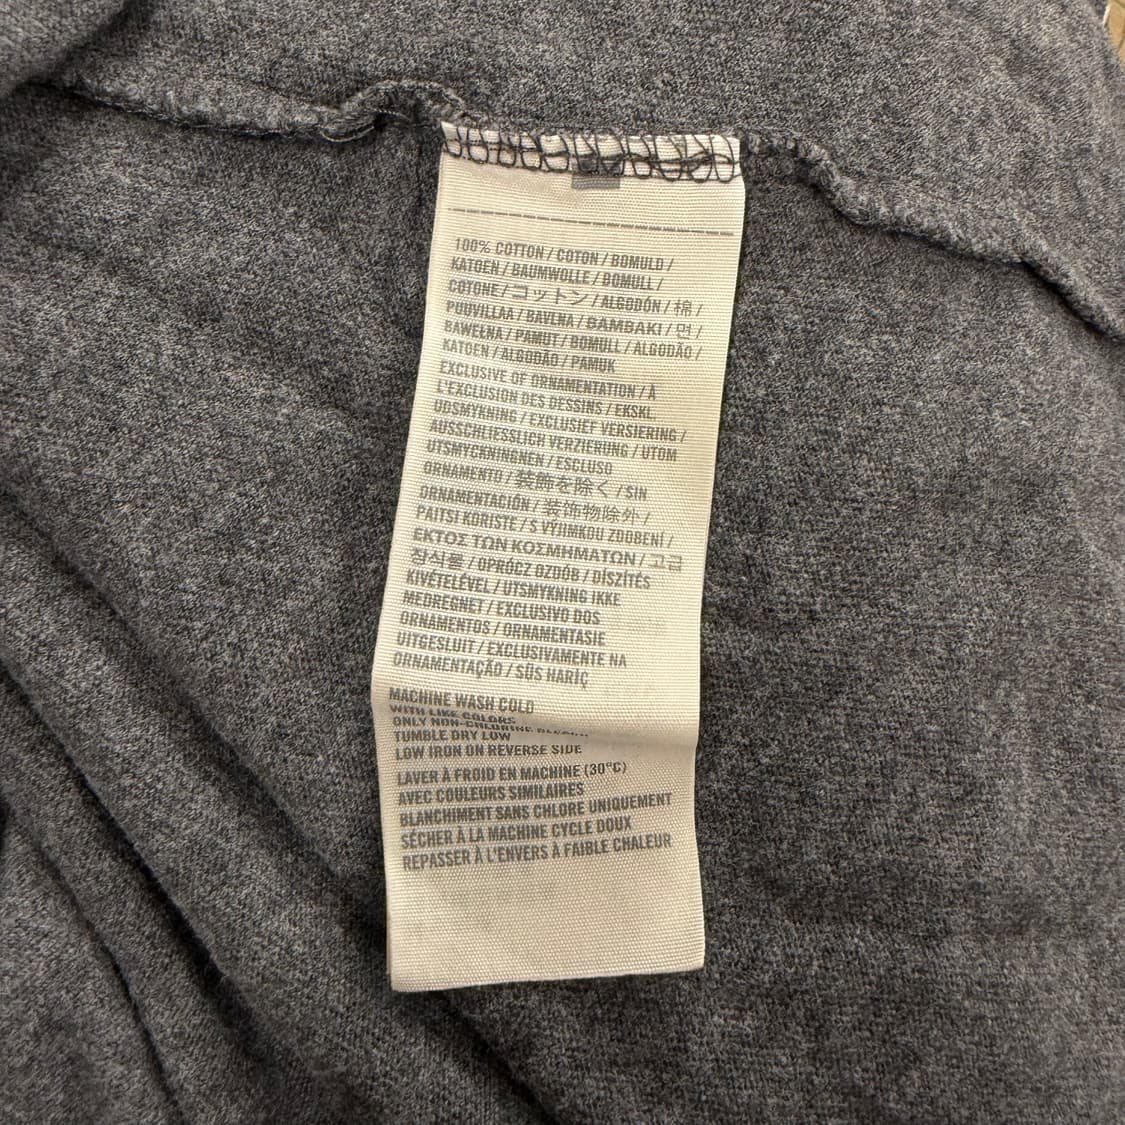 100% COTTON / COTON / BOMULD /
KATOEN / BAUMWOLLE / BOMULL /
COTONE / コットン / ALGODÓN / 棉 /
PUUVILLAA / BAVLNA / ΒΑΜΒΑΚΙ / 면 /
BAWEŁNA / PAMUT / BOMULL / ALGODÃO /
KATOEN / ALGODÃO / PAMUK
EXCLUSIVE OF ORNAMENTATION / À
L'EXCLUSION DES DESSINS / EKSKL.
UDSMYKNING / EXCLUSIEF VERSIERING /
AUSSCHLIESSLICH VERZIERUNG / UTOM
UTSMYCKNINGNEN / ESCLUSO
ORNAMENTO / 装飾を除く / SIN
ORNAMENTACIÓN / 装饰物除外 /
PAITSI KORISTE / S VÝJIMKOU ZDOBENÍ /
ΕΚΤΟΣ ΤΩΝ ΚΟΣΜΗΜΑΤΩΝ / 고급
장식물 / OPRÓCZ OZDÓB / DÍSZÍTÉS
KIVÉTELÉVEL / UTSMYKNING IKKE
MEDREGNET / EXCLUSIVO DOS
ORNAMENTOS / ORNAMENTASIE
UITGESLUIT / EXCLUSIVAMENTE NA
ORNAMENTAÇÃO / SÜS HARİÇ
MACHINE WASH COLD
WITH LIKE COLORS
ONLY NON-CHLORINE BLEACH
TUMBLE DRY LOW
LOW IRON ON REVERSE SIDE
LAVER À FROID EN MACHINE (30°C)
AVEC COULEURS SIMILAIRES
BLANCHIMENT SANS CHLORE UNIQUEMENT
SÉCHER À LA MACHINE CYCLE DOUX
REPASSER À L'ENVERS À FAIBLE CHALEUR